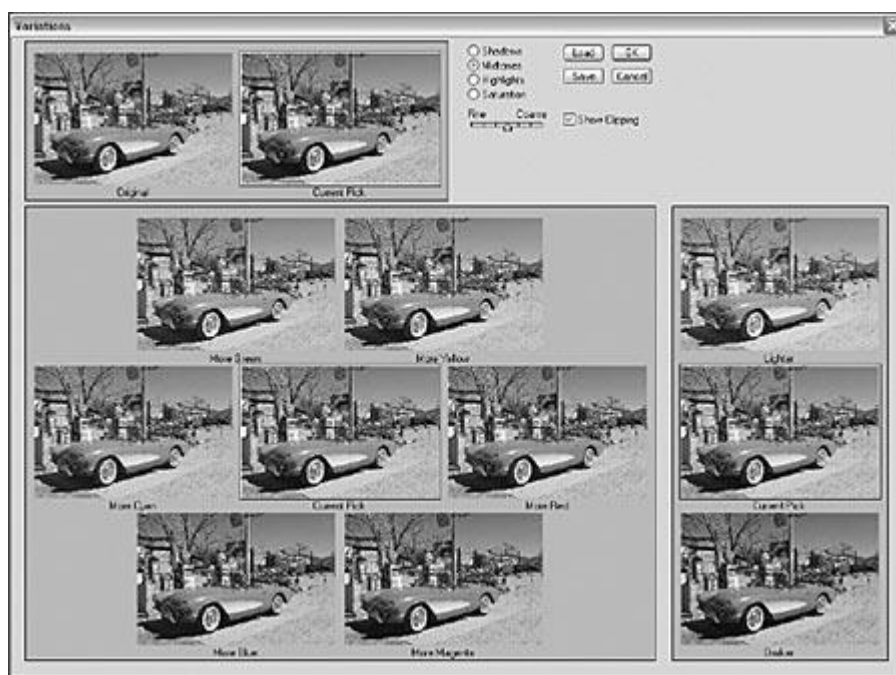 Variations
Original
Current Pick
Shadows
Midtones
Highlights
Saturation
Fine
Coarse
Load
OK
Save
Cancel
Show Clipping
More Green
More Yellow
Lighter
More Cyan
Current Pick
More Red
Current Pick
More Blue
More Magenta
Darker